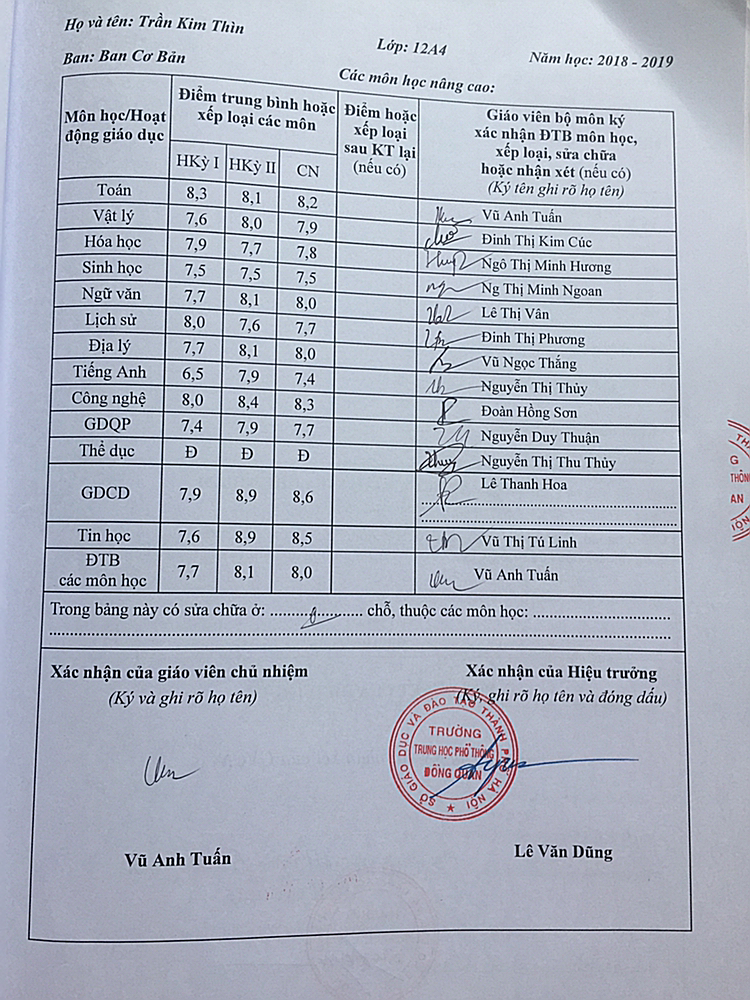 Họ và tên: Trần Kim Thìn
Lớp: 12A4
Ban: Ban Cơ Bản
Năm học: 2018 - 2019
Các môn học nâng cao:
Môn học/Hoạt động giáo dục
Điểm trung bình hoặc xếp loại các môn
Điểm hoặc xếp loại sau KT lại (nếu có)
Giáo viên bộ môn ký xác nhận ĐTB môn học, xếp loại, sửa chữa hoặc nhận xét (nếu có) (Ký tên ghi rõ họ tên)
HKỳ I HKỳ II CN
Toán 8,3 8,1 8,2 Vũ Anh Tuấn
Vật lý 7,6 8,0 7,9 Đinh Thị Kim Cúc
Hóa học 7,9 7,7 7,8 Ngô Thị Minh Hương
Sinh học 7,5 7,5 7,5 Ng Thị Minh Ngoan
Ngữ văn 7,7 8,1 8,0 Lê Thị Vân
Lịch sử 8,0 7,6 7,7 Đinh Thị Phương
Địa lý 7,7 8,1 8,0 Vũ Ngọc Thắng
Tiếng Anh 6,5 7,9 7,4 Nguyễn Thị Thủy
Công nghệ 8,0 8,4 8,3 Đoàn Hồng Sơn
GDQP 7,4 7,9 7,7 Nguyễn Duy Thuận
Thể dục Đ Đ Đ Nguyễn Thị Thu Thủy
GDCD 7,9 8,9 8,6 Lê Thanh Hoa
Tin học 7,6 8,9 8,5 Vũ Thị Tú Linh
ĐTB các môn học 7,7 8,1 8,0 Vũ Anh Tuấn
Trong bảng này có sửa chữa ở: ......0...... chỗ, thuộc các môn học: ..............
Xác nhận của giáo viên chủ nhiệm
(Ký và ghi rõ họ tên)
Xác nhận của Hiệu trưởng
(Ký, ghi rõ họ tên và đóng dấu)
SỞ GIÁO DỤC VÀ ĐÀO TẠO THÀNH PHỐ HÀ NỘI
TRƯỜNG
TRUNG HỌC PHỔ THÔNG
ĐỒNG QUAN
Vũ Anh Tuấn
Lê Văn Dũng